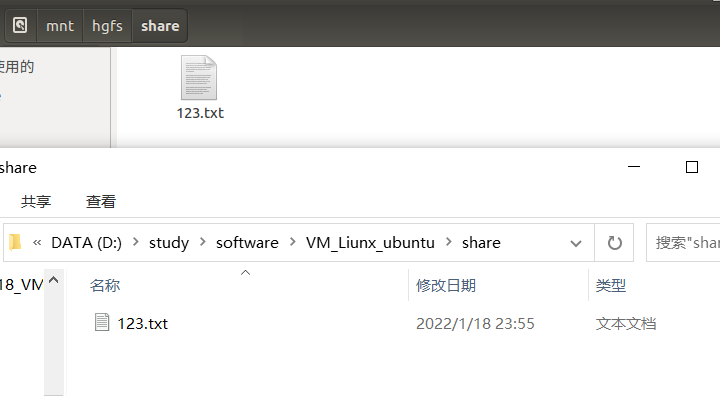 mnt hgfs share
使用的
123.txt
share
共享 查看
« DATA (D:) > study > software > VM_Liunx_ubuntu > share 搜索"shar
18_VM 名称 修改日期 类型
123.txt 2022/1/18 23:55 文本文档